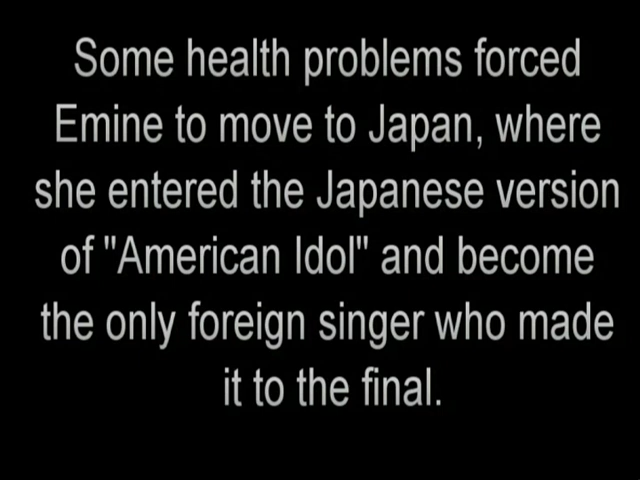 Some health problems forced
Emine to move to Japan, where
she entered the Japanese version
of "American Idol" and become
the only foreign singer who made
it to the final.